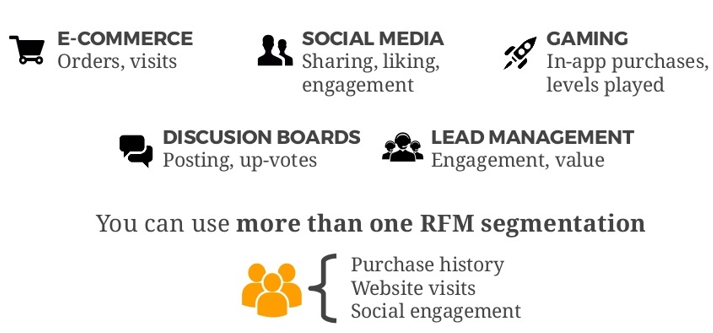 E-COMMERCE
Orders, visits
SOCIAL MEDIA
Sharing, liking,
engagement
GAMING
In-app purchases,
levels played
DISCUSION BOARDS
Posting, up-votes
LEAD MANAGEMENT
Engagement, value
You can use more than one RFM segmentation
Purchase history
Website visits
Social engagement